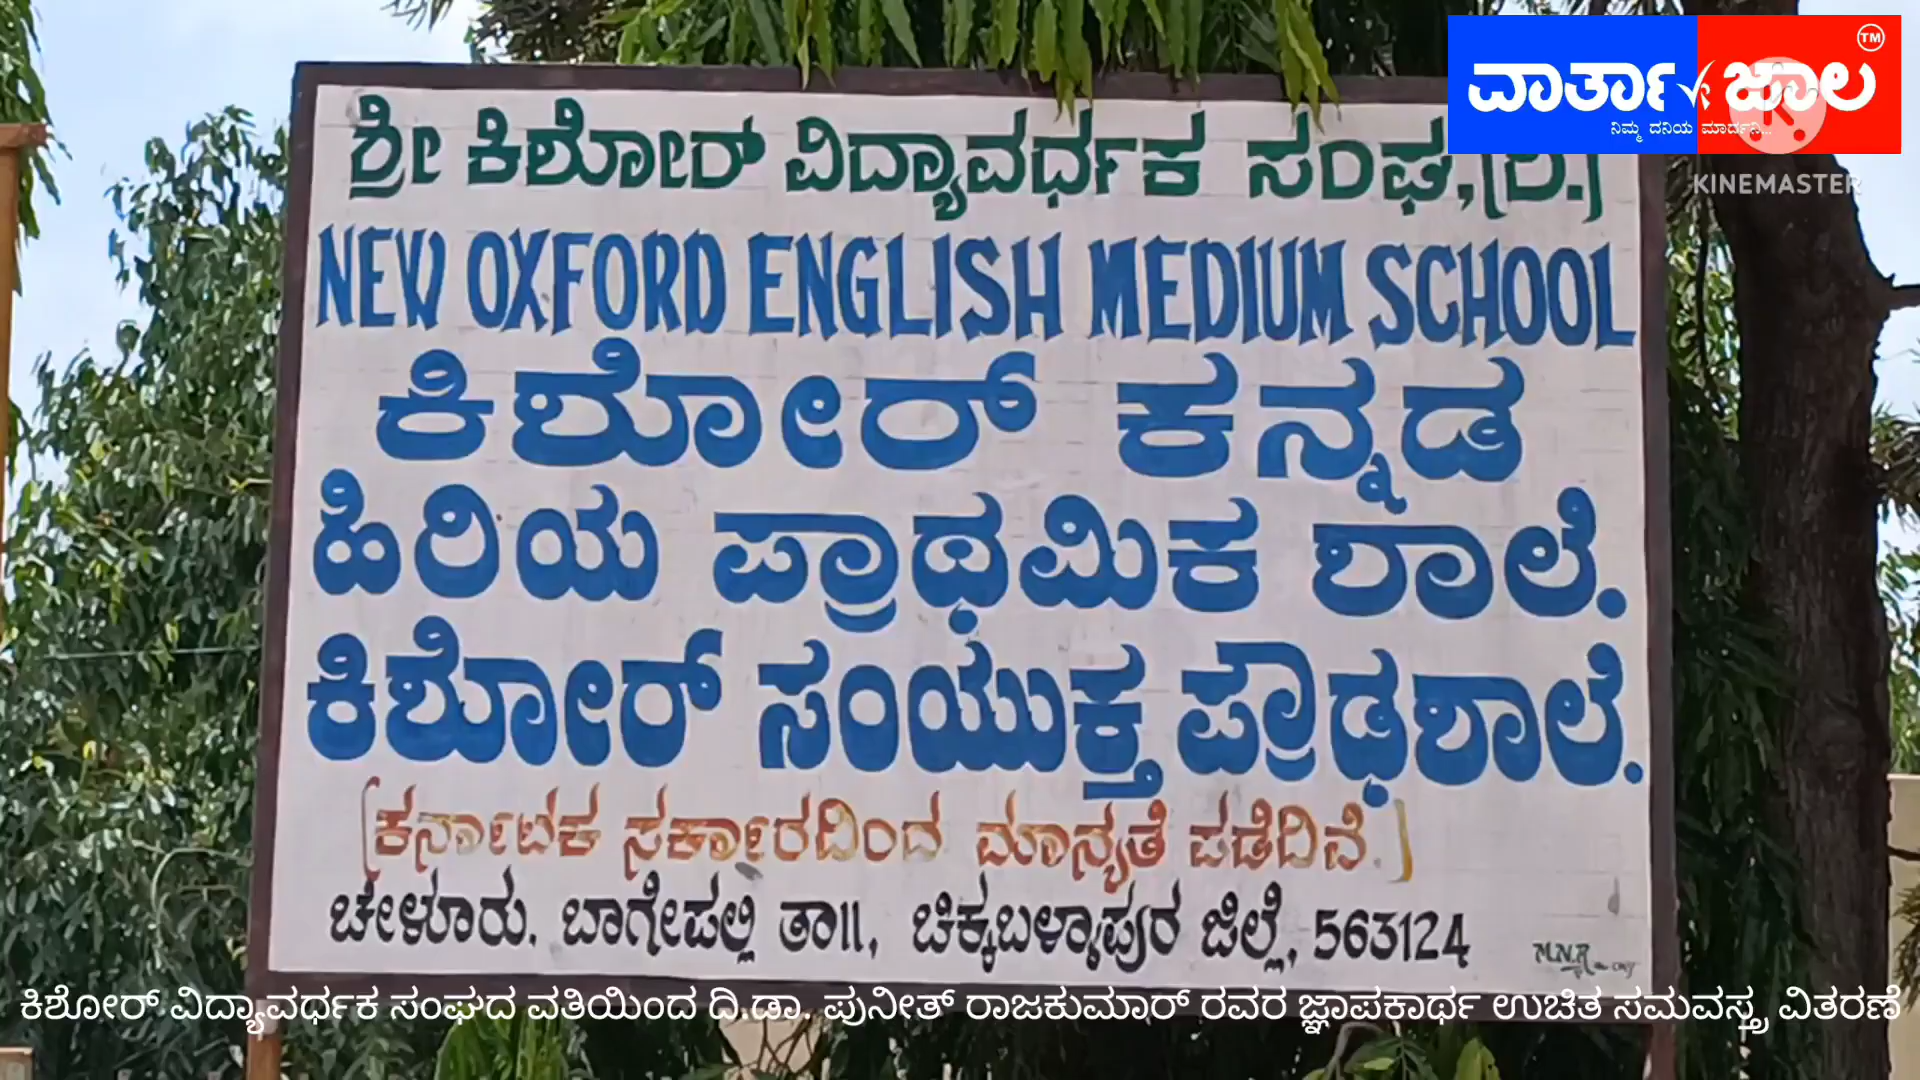 ವಾರ್ತಾ ಜಾಲ
TM
ನಿಮ್ಮ ದನಿಯ ಮಾರ್ದನಿ...
KINEMASTER
ಶ್ರೀ ಕಿಶೋರ್ ವಿದ್ಯಾವರ್ಧಕ ಸಂಘ,(ರಿ.)
NEW OXFORD ENGLISH MEDIUM SCHOOL
ಕಿಶೋರ್ ಕನ್ನಡ
ಹಿರಿಯ ಪ್ರಾಥಮಿಕ ಶಾಲೆ.
ಕಿಶೋರ್ ಸಂಯುಕ್ತ ಪ್ರೌಢಶಾಲೆ.
(ಕರ್ನಾಟಕ ಸರ್ಕಾರದಿಂದ ಮಾನ್ಯತೆ ಪಡೆದಿವೆ.)
ಚೇಳೂರು. ಬಾಗೇಪಲ್ಲಿ ತಾ॥, ಚಿಕ್ಕಬಳ್ಳಾಪುರ ಜಿಲ್ಲೆ, 563124
M.N.R
ಕಿಶೋರ್ ವಿದ್ಯಾವರ್ಧಕ ಸಂಘದ ವತಿಯಿಂದ ದಿ.ಡಾ. ಪುನೀತ್ ರಾಜಕುಮಾರ್ ರವರ ಜ್ಞಾಪಕಾರ್ಥ ಉಚಿತ ಸಮವಸ್ತ್ರ ವಿತರಣೆ